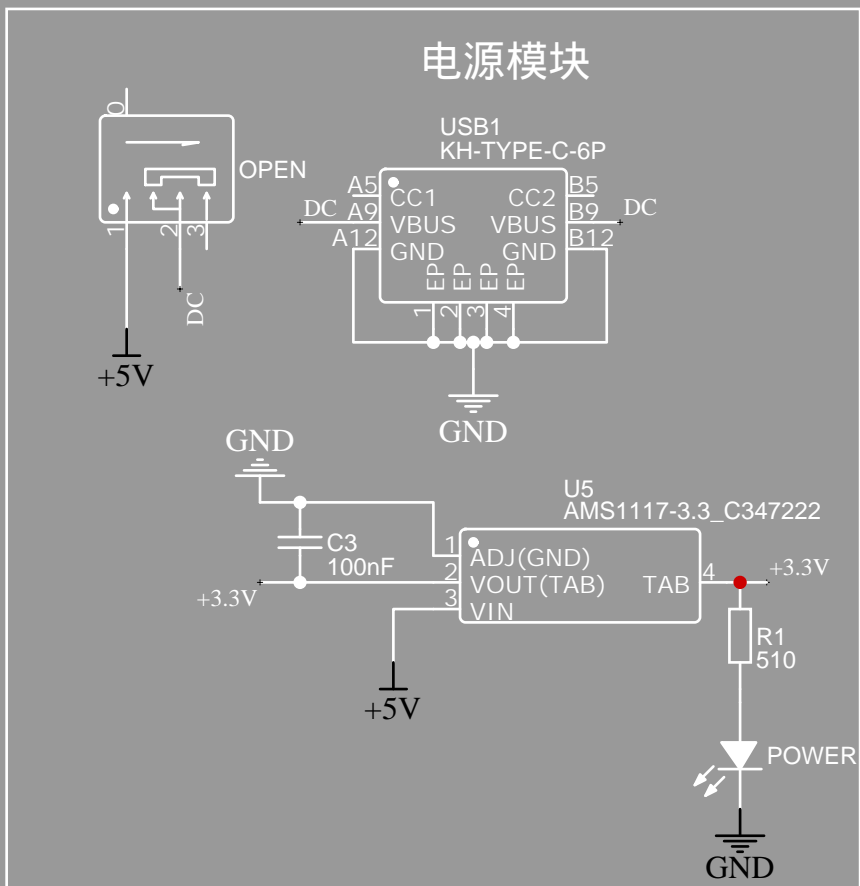 电源模块
0
OPEN
1
2
3
DC
+5V
USB1
KH-TYPE-C-6P
A5
CC1
CC2
B5
DC
A9
VBUS
VBUS
B9
DC
A12
GND
GND
B12
EP
EP
EP
EP
1
2
3
4
GND
GND
C3
100nF
+3.3V
U5
AMS1117-3.3_C347222
1
ADJ(GND)
2
VOUT(TAB)
TAB
4
+3.3V
3
VIN
+5V
R1
510
POWER
GND